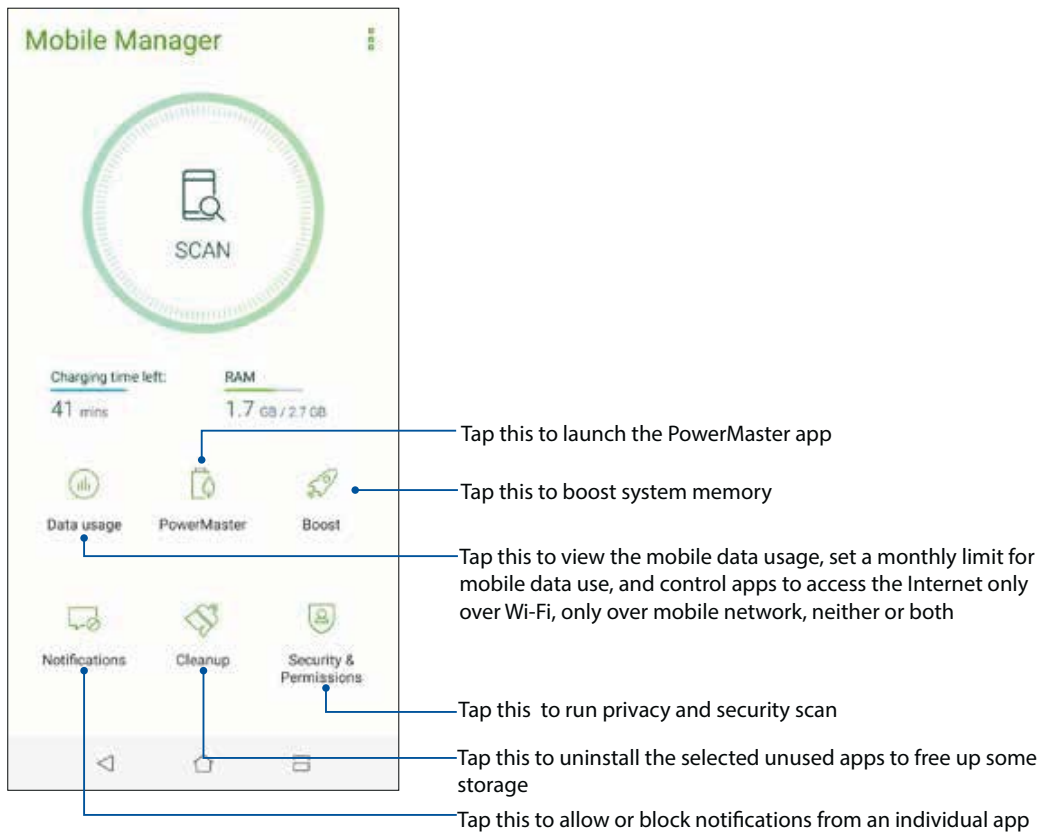 Mobile Manager
SCAN
Charging time left:
41 mins
RAM
1.7 GB / 2.7 GB
Tap this to launch the PowerMaster app
Tap this to boost system memory
Data usage
PowerMaster
Boost
Tap this to view the mobile data usage, set a monthly limit for
mobile data use, and control apps to access the Internet only
over Wi-Fi, only over mobile network, neither or both
Notifications
Cleanup
Security &
Permissions
Tap this  to run privacy and security scan
Tap this to uninstall the selected unused apps to free up some
storage
Tap this to allow or block notifications from an individual app